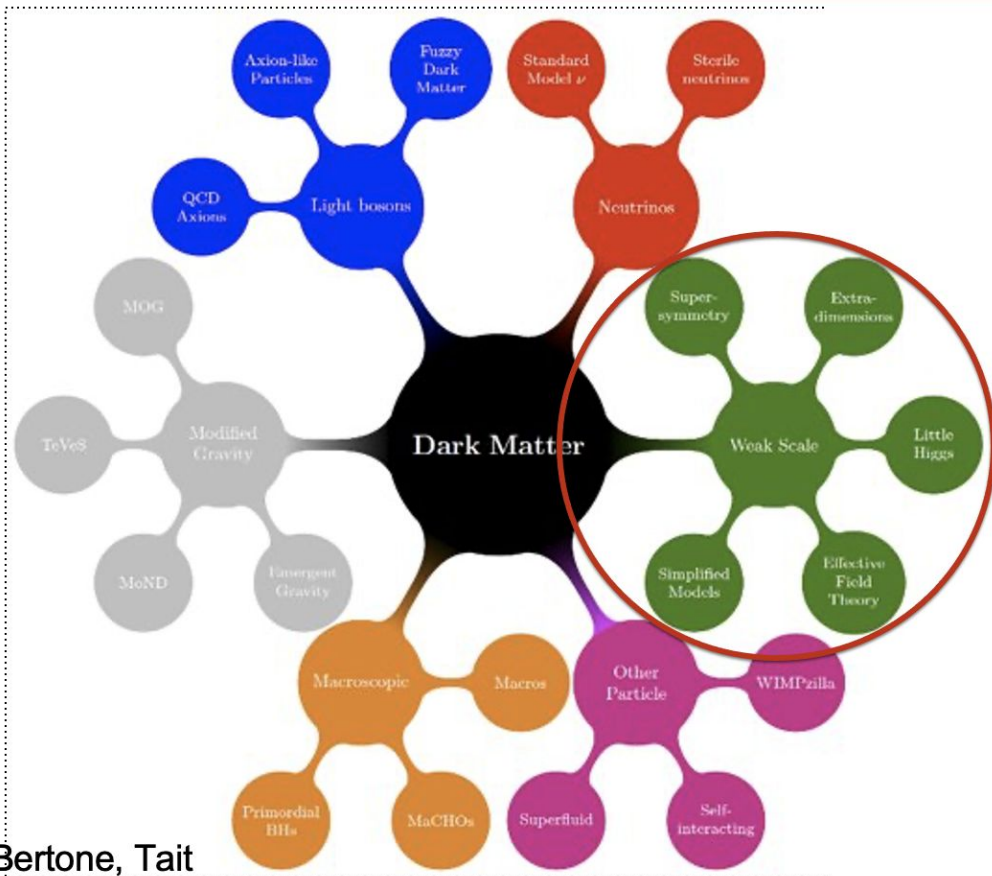 Axion-like
Particles
Fuzzy
Dark
Matter
Standard
Model ν
Sterile
neutrinos
QCD
Axions
Light bosons
Neutrinos
MOG
Super-
symmetry
Extra-
dimensions
TeVeS
Modified
Gravity
Dark Matter
Weak Scale
Little
Higgs
MoND
Emergent
Gravity
Simplified
Models
Effective
Field
Theory
Macroscopic
Macros
Other
Particle
WIMPzilla
Primordial
BHs
MaCHOs
Superfluid
Self-
interacting
Bertone, Tait